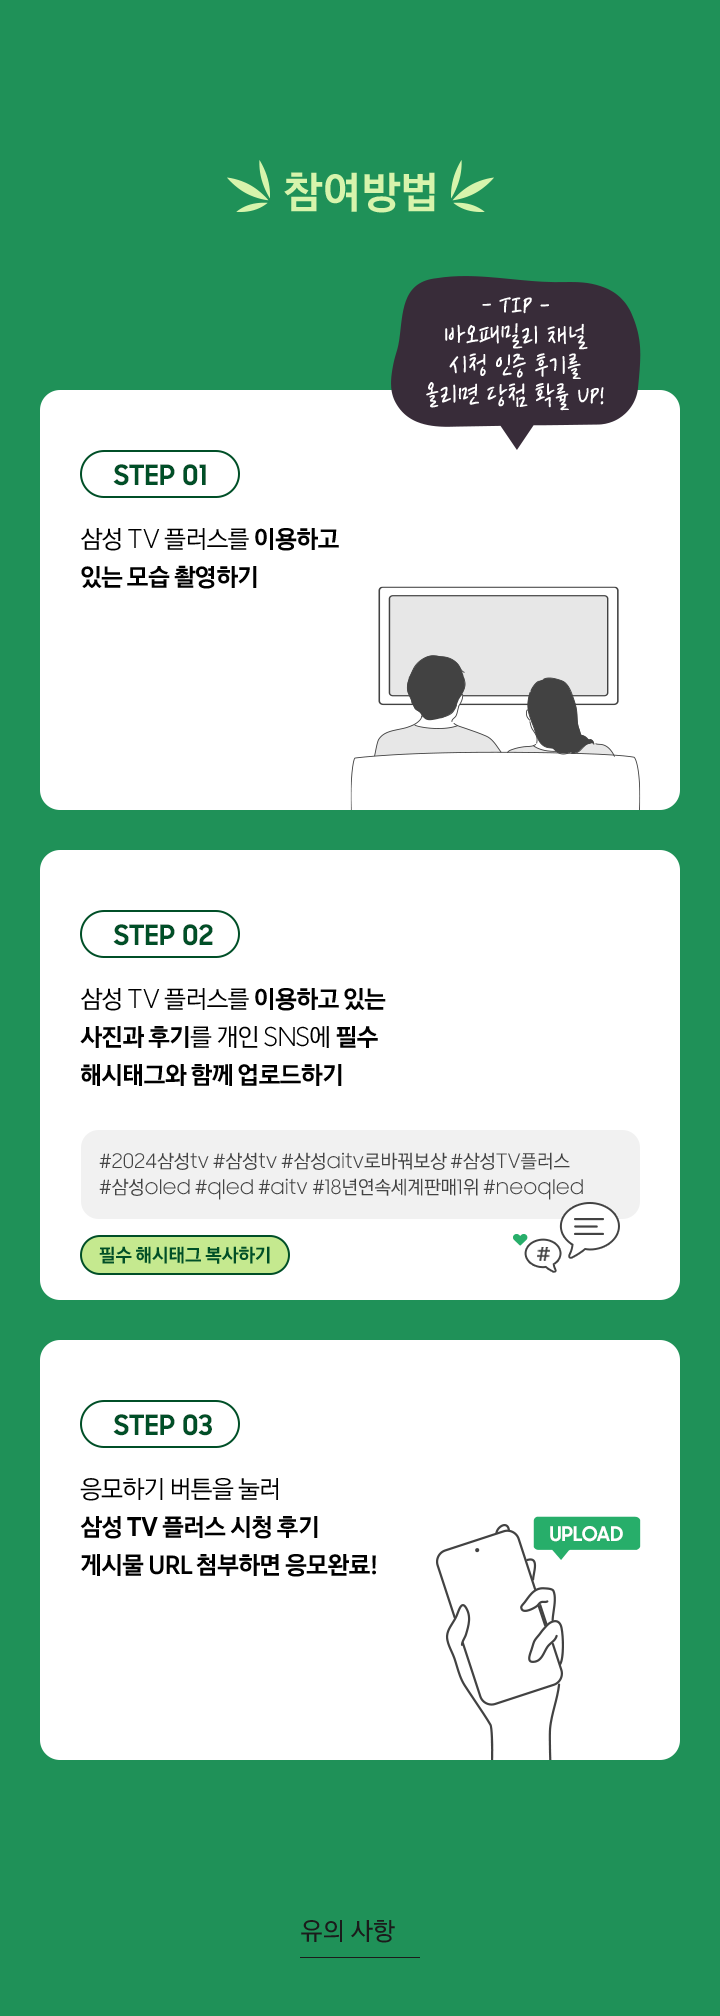 참여방법
- TIP -
바오패밀리 채널
시청 인증 후기를
올리면 당첨 확률 UP!
STEP 01
삼성 TV 플러스를 이용하고
있는 모습 촬영하기
STEP 02
삼성 TV 플러스를 이용하고 있는
사진과 후기를 개인 SNS에 필수
해시태그와 함께 업로드하기
#2024삼성tv #삼성tv #삼성aitv로바꿔보상 #삼성TV플러스
#삼성oled #qled #aitv #18년연속세계판매1위 #neoqled
#
필수 해시태그 복사하기
STEP 03
응모하기 버튼을 눌러
삼성 TV 플러스 시청 후기
게시물 URL 첨부하면 응모완료!
UPLOAD
유의 사항